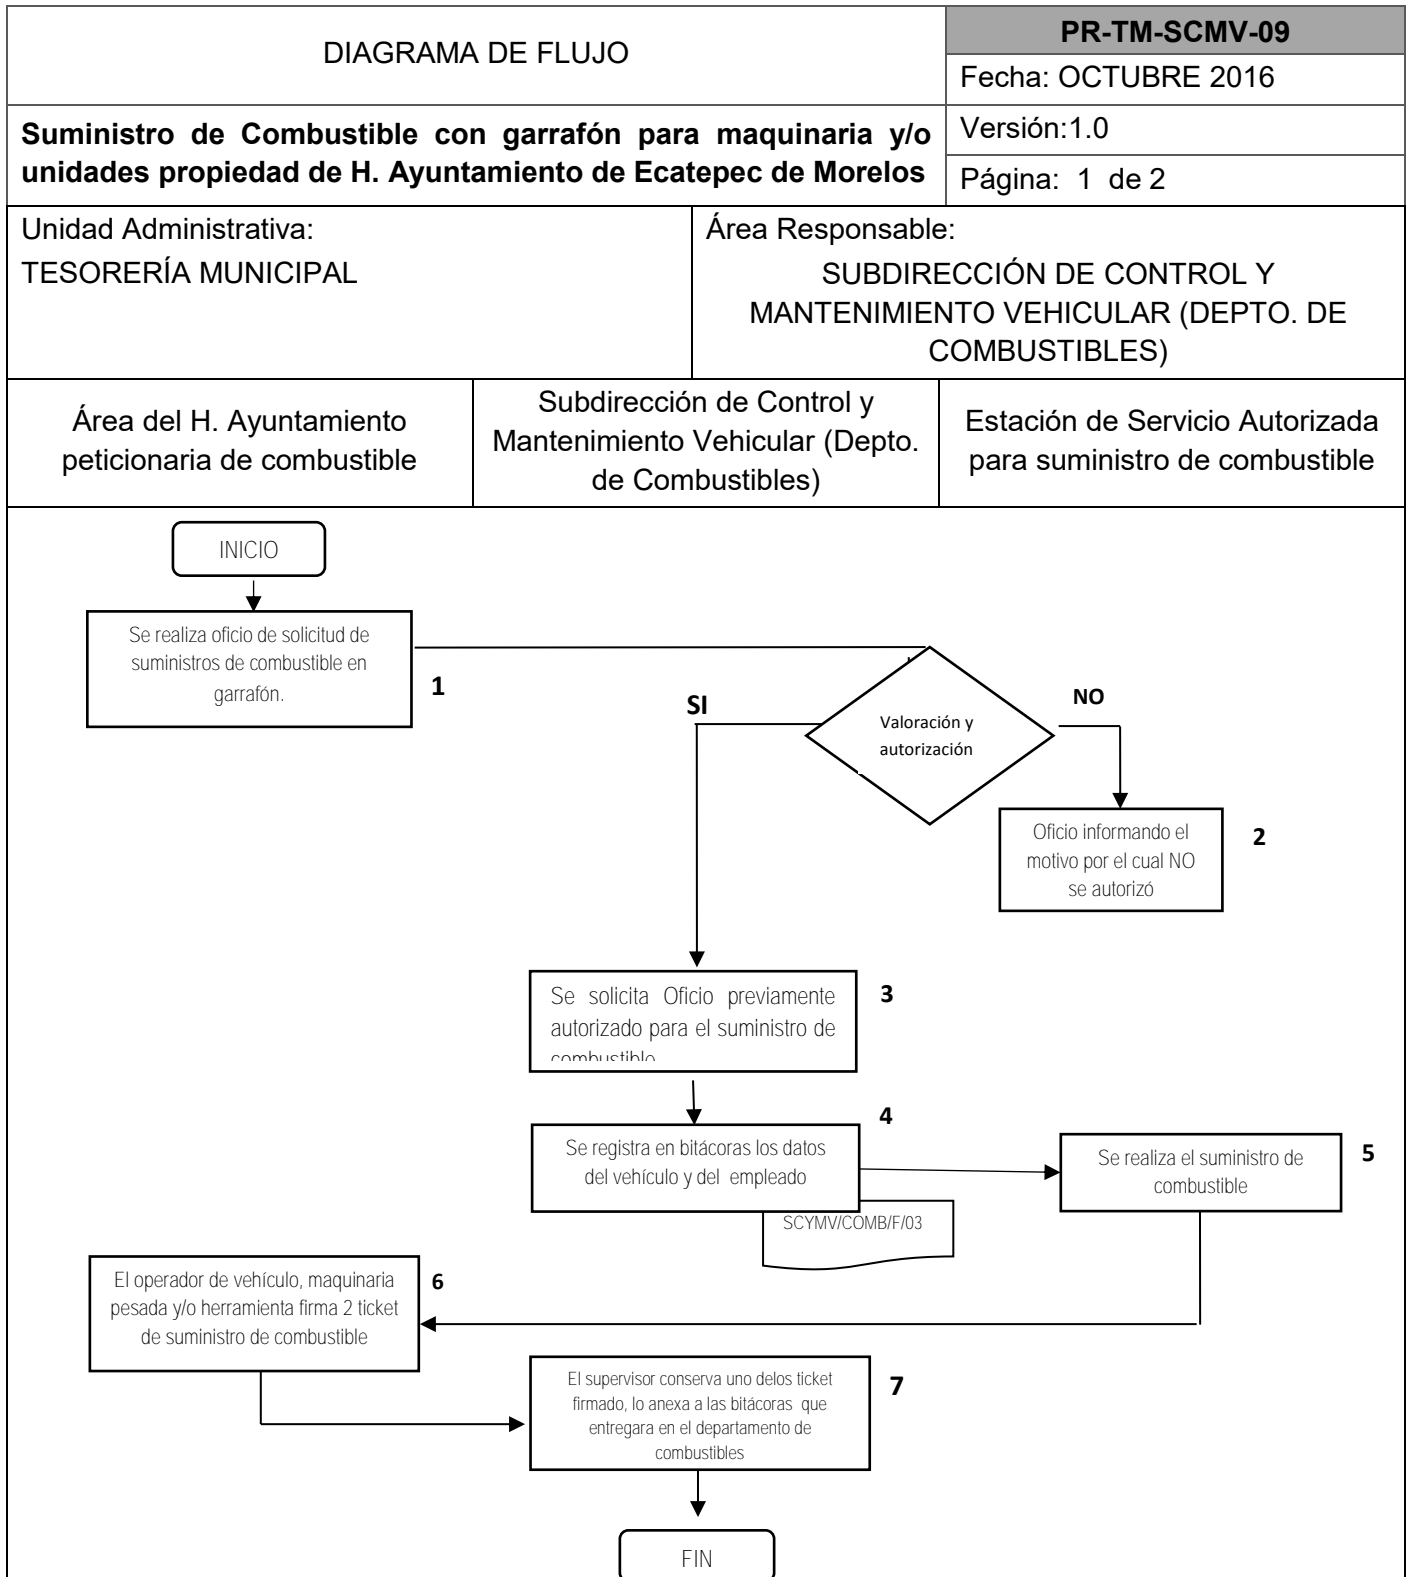 DIAGRAMA DE FLUJO
PR-TM-SCMV-09
Fecha: OCTUBRE 2016
Suministro de Combustible con garrafón para maquinaria y/o
unidades propiedad de H. Ayuntamiento de Ecatepec de Morelos
Versión:1.0
Página: 1 de 2
Unidad Administrativa:
TESORERÍA MUNICIPAL
Área Responsable:
SUBDIRECCIÓN DE CONTROL Y
MANTENIMIENTO VEHICULAR (DEPTO. DE
COMBUSTIBLES)
Área del H. Ayuntamiento
peticionaria de combustible
Subdirección de Control y
Mantenimiento Vehicular (Depto.
de Combustibles)
Estación de Servicio Autorizada
para suministro de combustible
INICIO
Se realiza oficio de solicitud de
suministros de combustible en
garrafón.
1
Valoración y
autorización
SI
NO
Oficio informando el
motivo por el cual NO
se autorizó
2
Se solicita Oficio previamente
autorizado para el suministro de
combustible
3
Se registra en bitácoras los datos
del vehículo y del empleado
4
SCYMV/COMB/F/03
Se realiza el suministro de
combustible
5
El operador de vehículo, maquinaria
pesada y/o herramienta firma 2 ticket
de suministro de combustible
6
El supervisor conserva uno delos ticket
firmado, lo anexa a las bitácoras que
entregara en el departamento de
combustibles
7
FIN